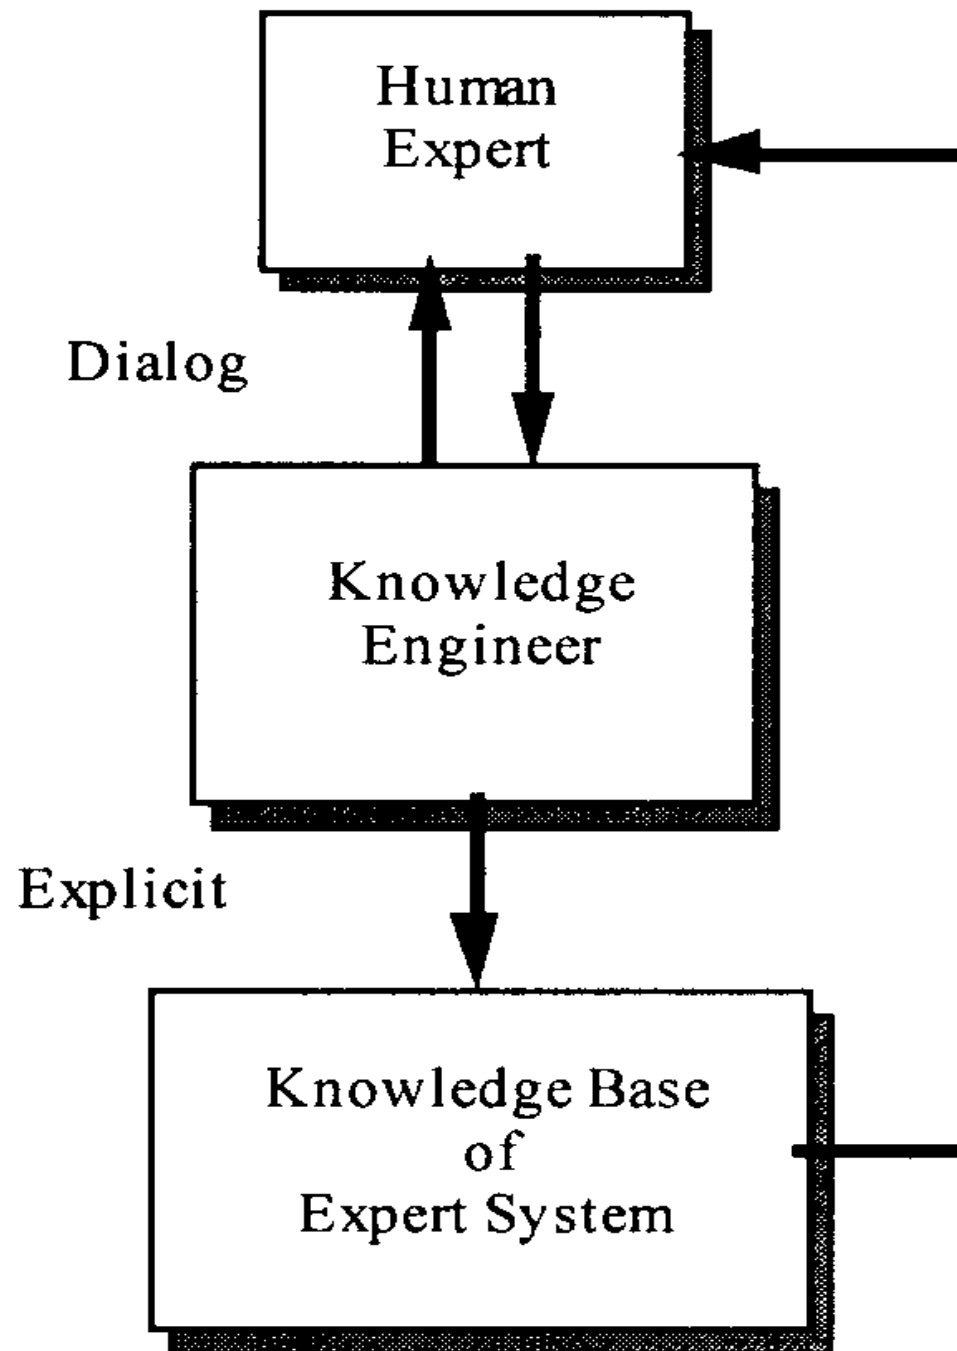 Human
Expert
Dialog
Knowledge
Engineer
Explicit
Knowledge Base
of
Expert System